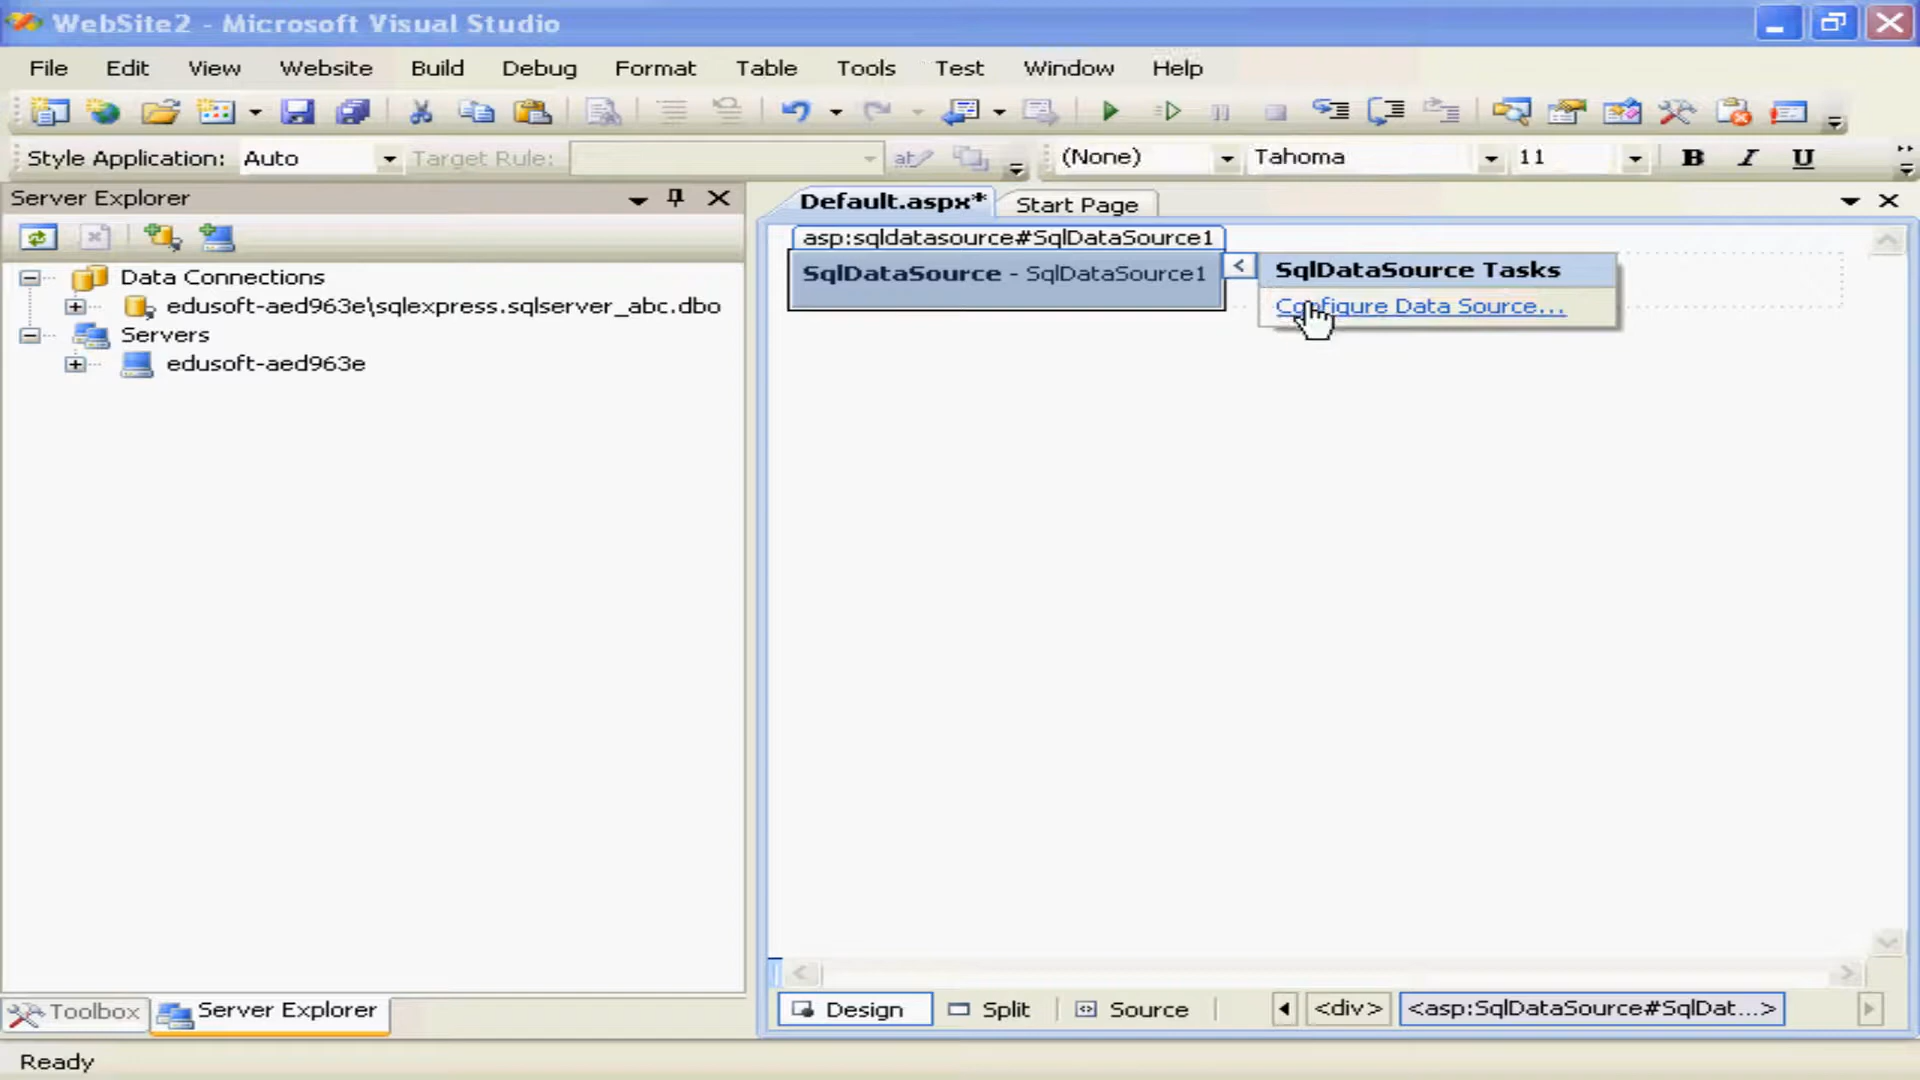 WebSite2 - Microsoft Visual Studio
File Edit View Website Build Debug Format Table Tools Test Window Help
Style Application: Auto Target Rule: (None) Tahoma 11 B I U
Server Explorer
Default.aspx* Start Page
asp:sqldatasource#SqlDataSource1
SqlDataSource - SqlDataSource1
SqlDataSource Tasks
Configure Data Source...
Data Connections
edusoft-aed963e\sqlexpress.sqlserver_abc.dbo
Servers
edusoft-aed963e
Toolbox Server Explorer
Design Split Source <div> <asp:SqlDataSource#SqlDat...>
Ready